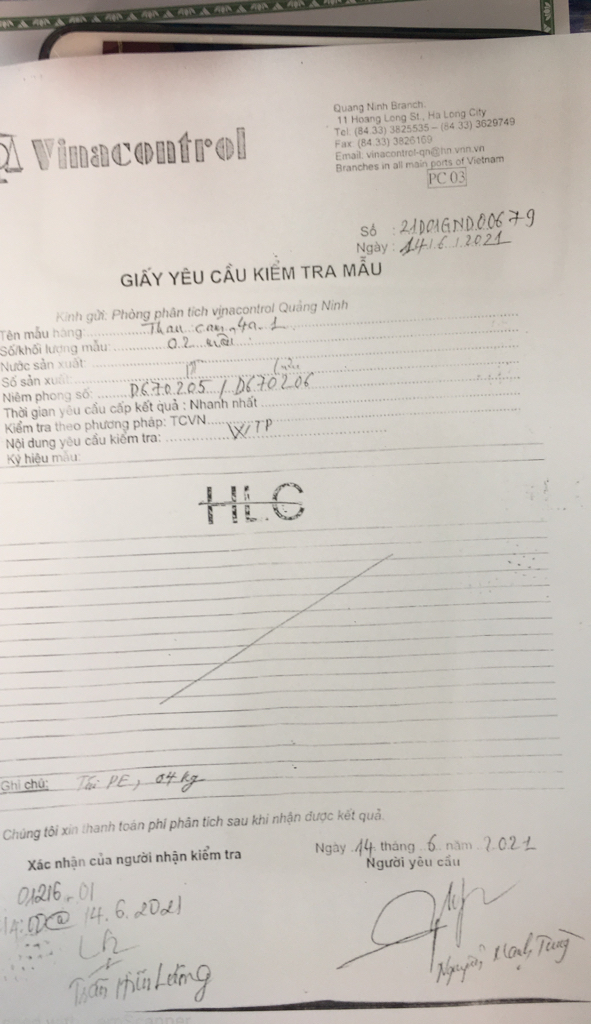 Vinacontrol
Quang Ninh Branch.
11 Hoang Long St., Ha Long City
Tel: (84.33) 3825535 – (84.33) 3629749
Fax: (84.33) 3826169
Email: vinacontrol-qn@hn.vnn.vn
Branches in all main ports of Vietnam
PC 03
Số : 21D01GND00679
Ngày : 14 / 6 / 2021
GIẤY YÊU CẦU KIỂM TRA MẪU
Kính gửi: Phòng phân tích vinacontrol Quảng Ninh
Tên mẫu hàng: Than cam 4a.1
Số/khối lượng mẫu: 02
Nước sản xuất:
Số sản xuất:
Niêm phong số: D670205 / D670206
Thời gian yêu cầu cấp kết quả : Nhanh nhất
Kiểm tra theo phương pháp: TCVN
Nội dung yêu cầu kiểm tra: WTP
Ký hiệu mẫu:
HLC
Ghi chú: Túi PE, 04 kg
Chúng tôi xin thanh toán phí phân tích sau khi nhận được kết quả.
Ngày 14 tháng 6 năm 2021
Xác nhận của người nhận kiểm tra
Người yêu cầu
01216.01
14.6.2021
Trần Hữu Lương
Nguyễn Mạnh Tùng